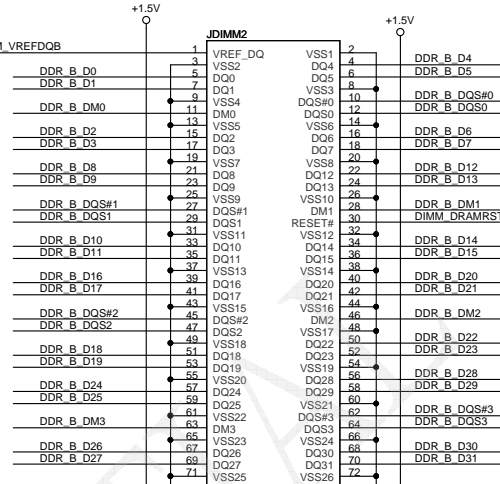 +1.5V +1.5V
JDIMM2
_VREFDQB 1 VREF_DQ VSS1 2
3 VSS2 DQ4 4 DDR_B_D4
DDR_B_D0 5 DQ0 DQ5 6 DDR_B_D5
DDR_B_D1 7 DQ1 VSS3 8
9 VSS4 DQS#0 10 DDR_B_DQS#0
DDR_B_DM0 11 DM0 DQS0 12 DDR_B_DQS0
13 VSS5 VSS6 14
DDR_B_D2 15 DQ2 DQ6 16 DDR_B_D6
DDR_B_D3 17 DQ3 DQ7 18 DDR_B_D7
19 VSS7 VSS8 20
DDR_B_D8 21 DQ8 DQ12 22 DDR_B_D12
DDR_B_D9 23 DQ9 DQ13 24 DDR_B_D13
25 VSS9 VSS10 26
DDR_B_DQS#1 27 DQS#1 DM1 28 DDR_B_DM1
DDR_B_DQS1 29 DQS1 RESET# 30 DIMM_DRAMRST
31 VSS11 VSS12 32
DDR_B_D10 33 DQ10 DQ14 34 DDR_B_D14
DDR_B_D11 35 DQ11 DQ15 36 DDR_B_D15
37 VSS13 VSS14 38
DDR_B_D16 39 DQ16 DQ20 40 DDR_B_D20
DDR_B_D17 41 DQ17 DQ21 42 DDR_B_D21
43 VSS15 VSS16 44
DDR_B_DQS#2 45 DQS#2 DM2 46 DDR_B_DM2
DDR_B_DQS2 47 DQS2 VSS17 48
49 VSS18 DQ22 50 DDR_B_D22
DDR_B_D18 51 DQ18 DQ23 52 DDR_B_D23
DDR_B_D19 53 DQ19 VSS19 54
55 VSS20 DQ28 56 DDR_B_D28
DDR_B_D24 57 DQ24 DQ29 58 DDR_B_D29
DDR_B_D25 59 DQ25 VSS21 60
61 VSS22 DQS#3 62 DDR_B_DQS#3
DDR_B_DM3 63 DM3 DQS3 64 DDR_B_DQS3
65 VSS23 VSS24 66
DDR_B_D26 67 DQ26 DQ30 68 DDR_B_D30
DDR_B_D27 69 DQ27 DQ31 70 DDR_B_D31
71 VSS25 VSS26 72